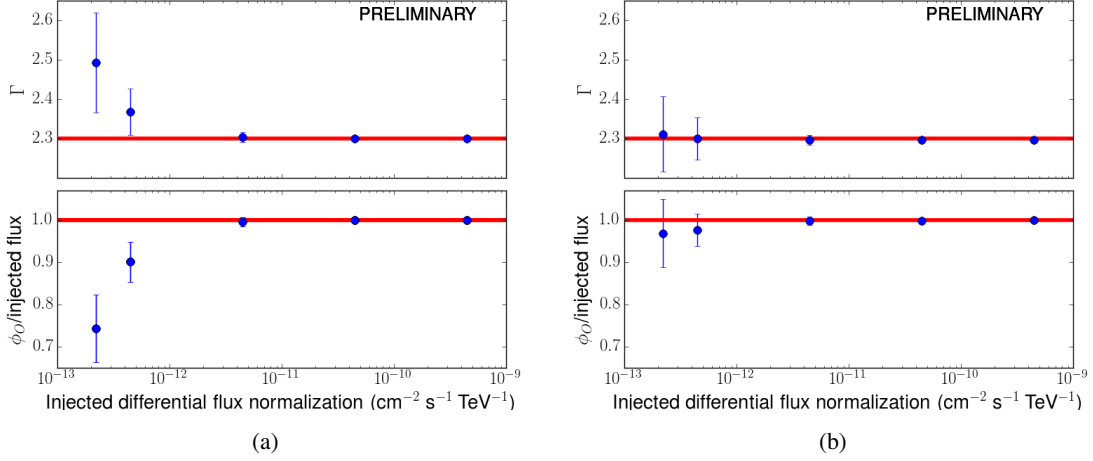 PRELIMINARY
2.6
2.5
2.4
2.3
Γ
1.0
0.9
0.8
0.7
ϕ_O/injected flux
10⁻¹³ 10⁻¹² 10⁻¹¹ 10⁻¹⁰ 10⁻⁹
Injected differential flux normalization (cm⁻² s⁻¹ TeV⁻¹)
(a)
PRELIMINARY
2.6
2.5
2.4
2.3
Γ
1.0
0.9
0.8
0.7
ϕ_O/injected flux
10⁻¹³ 10⁻¹² 10⁻¹¹ 10⁻¹⁰ 10⁻⁹
Injected differential flux normalization (cm⁻² s⁻¹ TeV⁻¹)
(b)